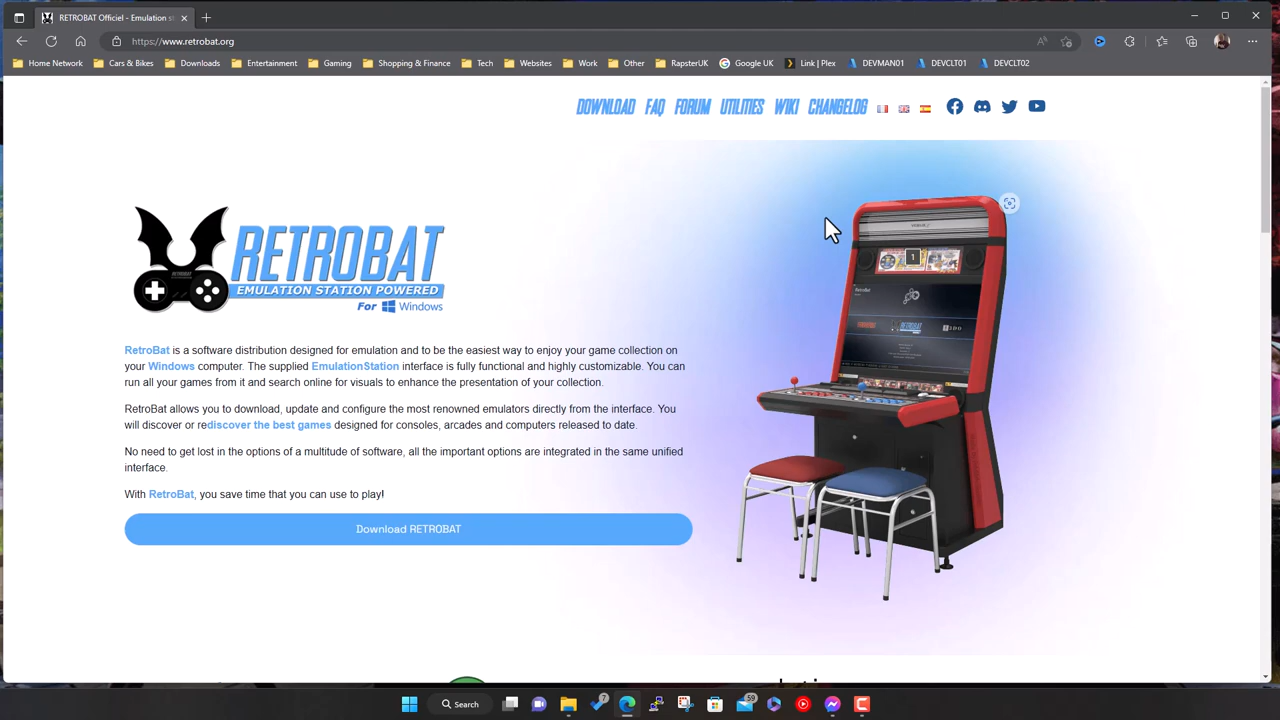 RETROBAT Officiel - Emulation st
https://www.retrobat.org
Home Network Cars & Bikes Downloads Entertainment Gaming Shopping & Finance Tech Websites Work Other RapsterUK Google UK Link | Plex DEVMAN01 DEVCLT01 DEVCLT02
DOWNLOAD FAQ FORUM UTILITIES WIKI CHANGELOG
RETROBAT
EMULATION STATION POWERED
For Windows
1
RETROBAT
RetroBat is a software distribution designed for emulation and to be the easiest way to enjoy your game collection on
your Windows computer. The supplied EmulationStation interface is fully functional and highly customizable. You can
run all your games from it and search online for visuals to enhance the presentation of your collection.
RetroBat allows you to download, update and configure the most renowned emulators directly from the interface. You
will discover or rediscover the best games designed for consoles, arcades and computers released to date.
No need to get lost in the options of a multitude of software, all the important options are integrated in the same unified
interface.
With RetroBat, you save time that you can use to play!
Download RETROBAT
Search
7
59